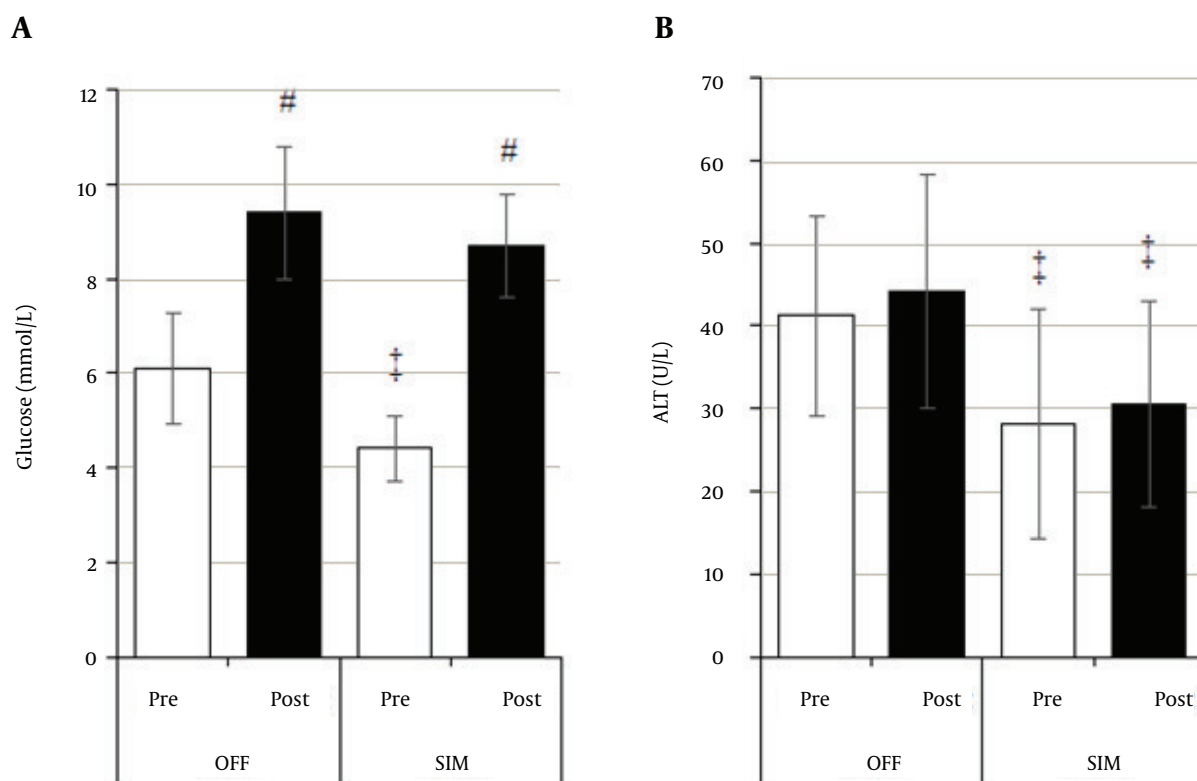 A
B
Glucose (mmol/L)
12
10
8
6
4
2
0
#
‡
#
Pre
Post
Pre
Post
OFF
SIM
ALT (U/L)
70
60
50
40
30
20
10
0
‡
‡
Pre
Post
Pre
Post
OFF
SIM